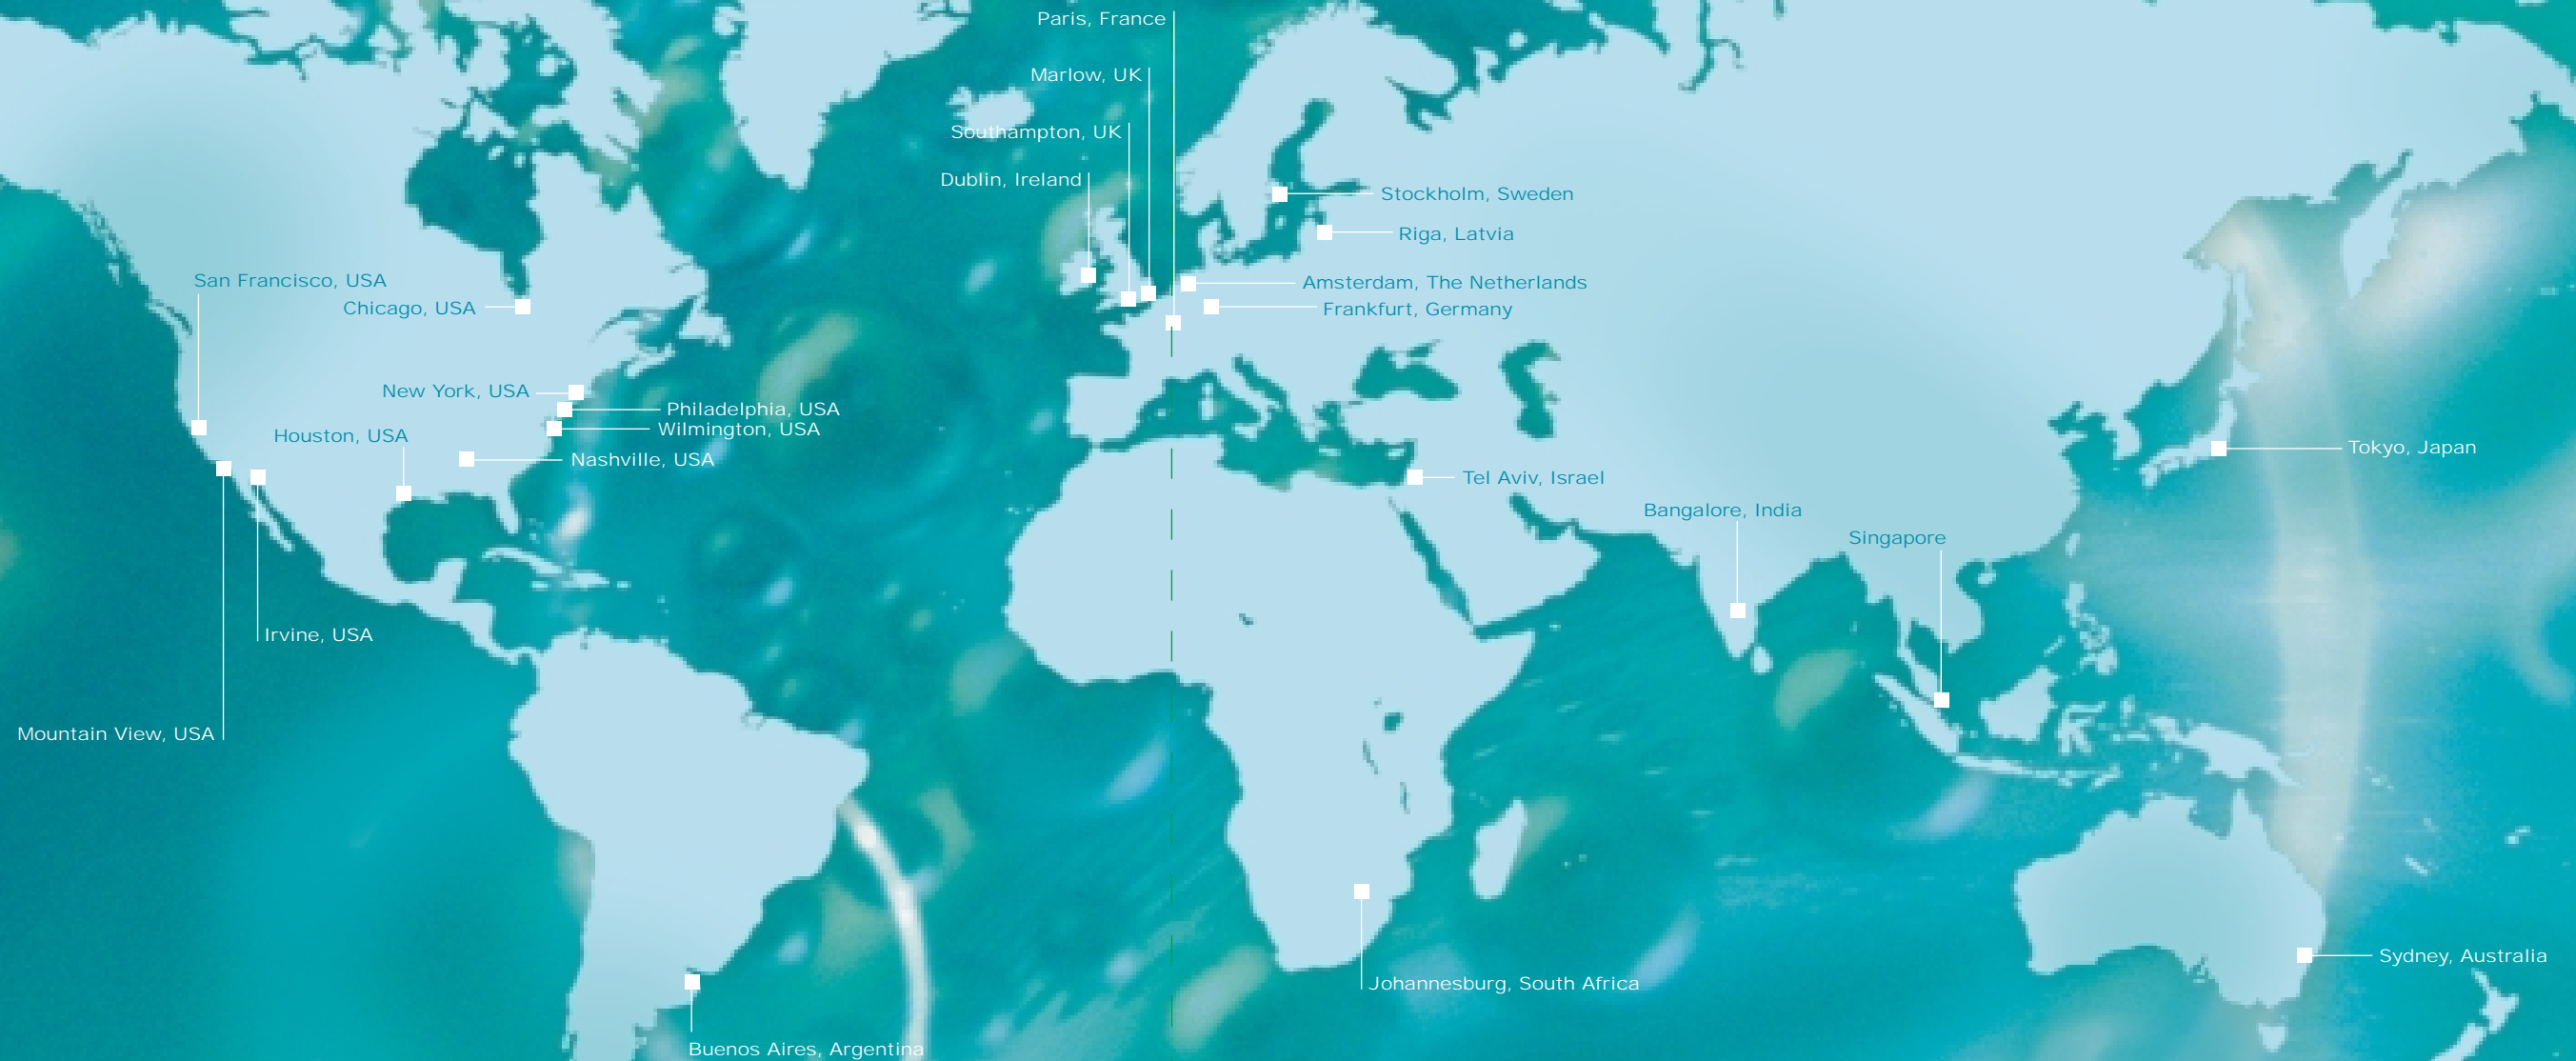 Paris, France
Marlow, UK
Southampton, UK
Dublin, Ireland
Stockholm, Sweden
Riga, Latvia
San Francisco, USA
Amsterdam, The Netherlands
Chicago, USA
Frankfurt, Germany
New York, USA
Philadelphia, USA
Wilmington, USA
Houston, USA
Tokyo, Japan
Nashville, USA
Tel Aviv, Israel
Bangalore, India
Singapore
Irvine, USA
Mountain View, USA
Sydney, Australia
Johannesburg, South Africa
Buenos Aires, Argentina